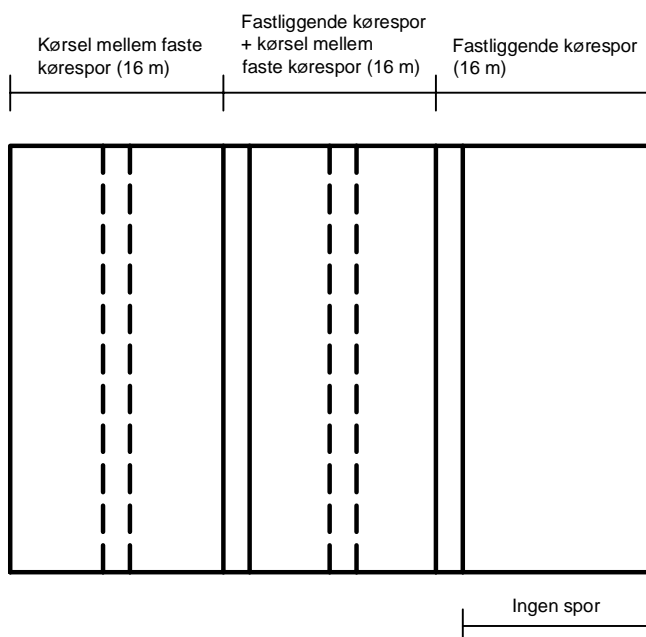 Kørsel mellem faste
kørespor (16 m)
Fastliggende kørespor
+ kørsel mellem
faste kørespor (16 m)
Fastliggende kørespor
(16 m)
Ingen spor